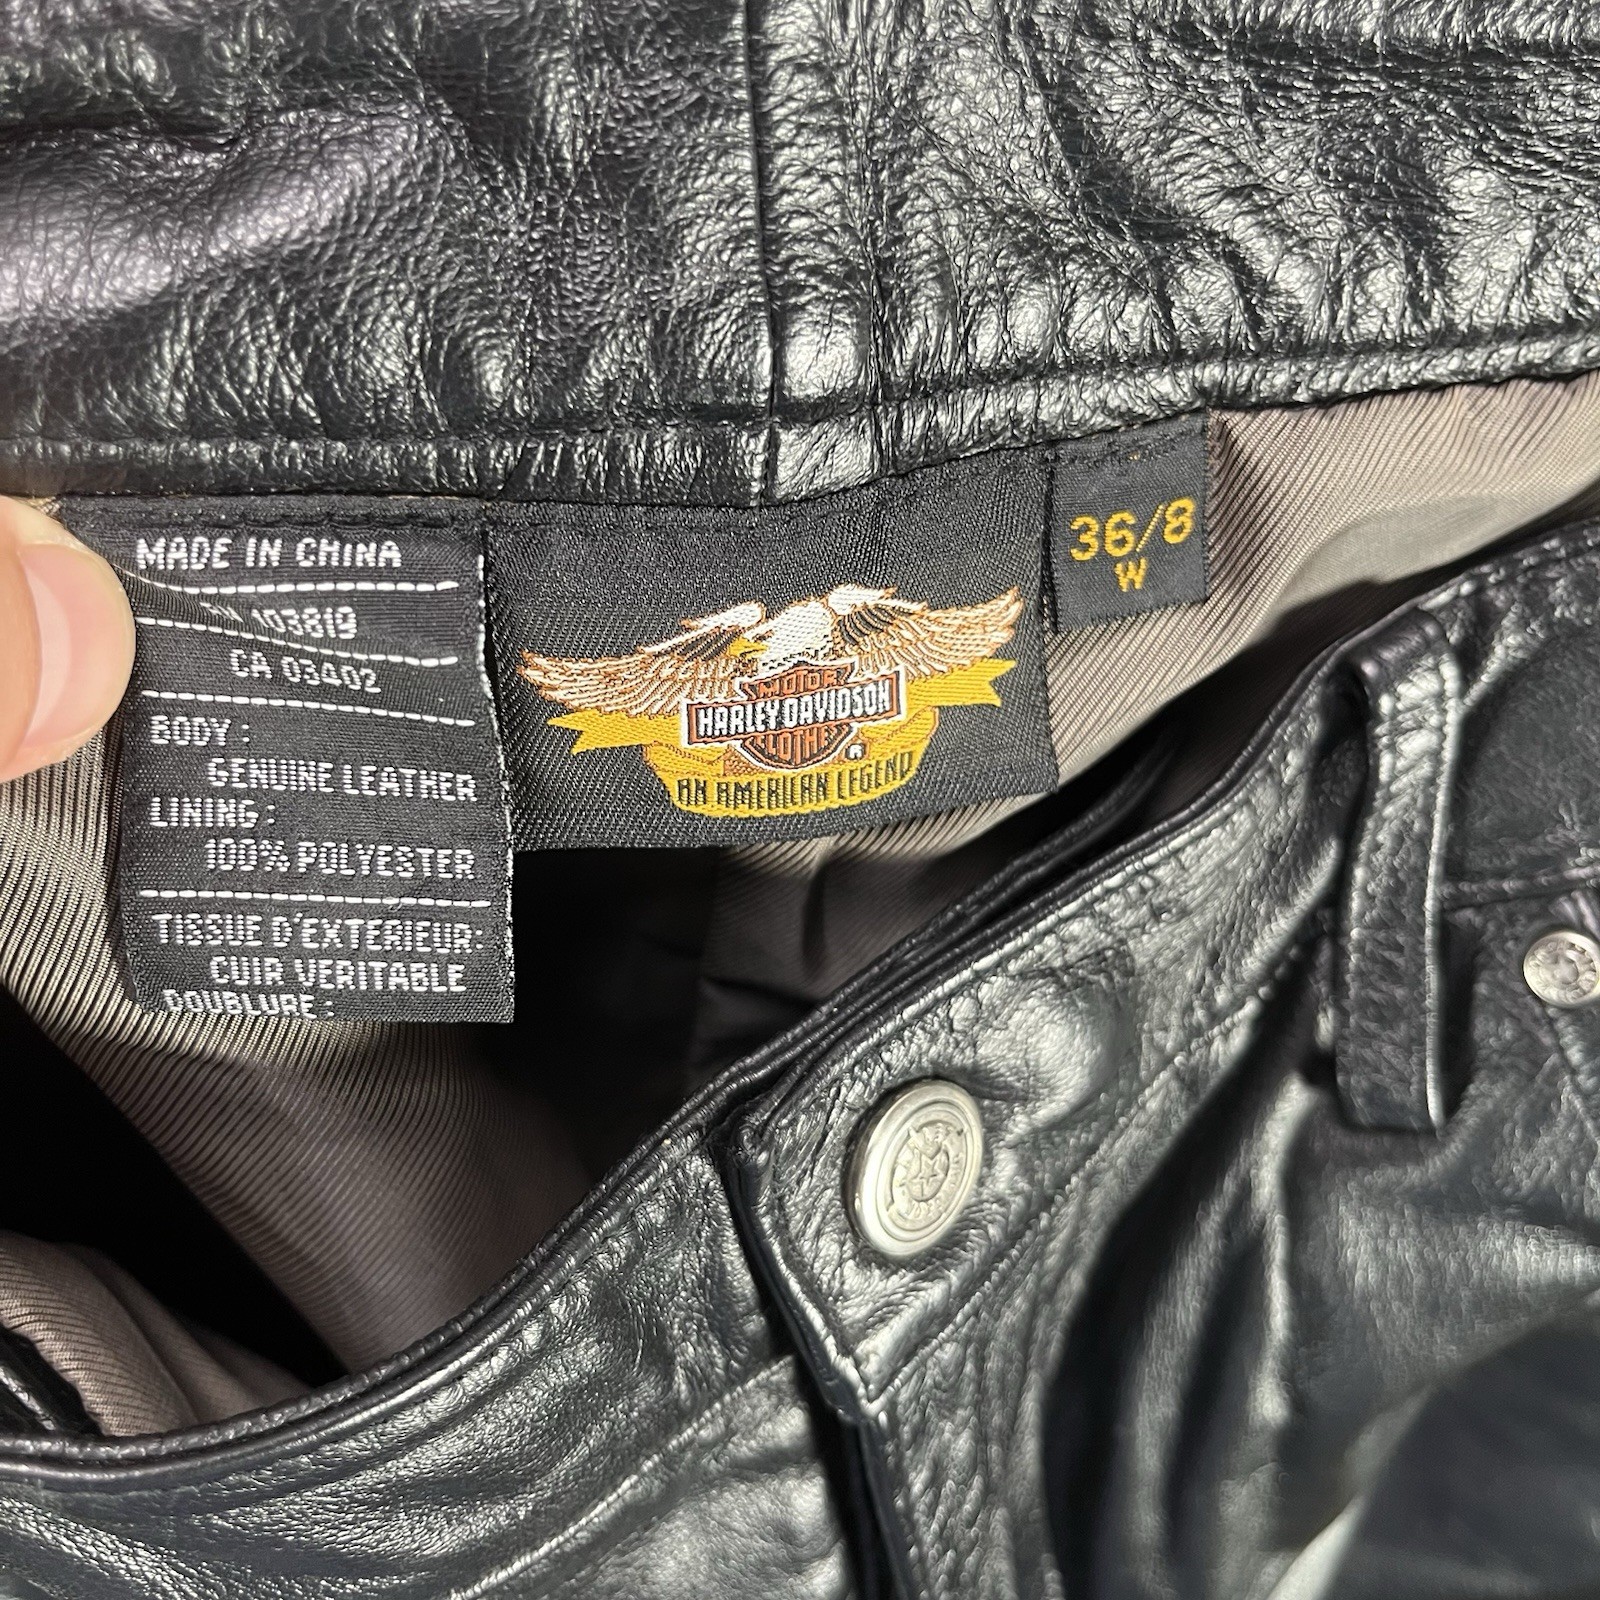 MADE IN CHINA
103819
CA 03402
BODY:
GENUINE LEATHER
LINING:
100% POLYESTER
TISSUE D'EXTERIEUR:
CUIR VERITABLE
DOUBLURE:
MOTOR
HARLEY-DAVIDSON
CLOTHES
®
AN AMERICAN LEGEND
36/8
W